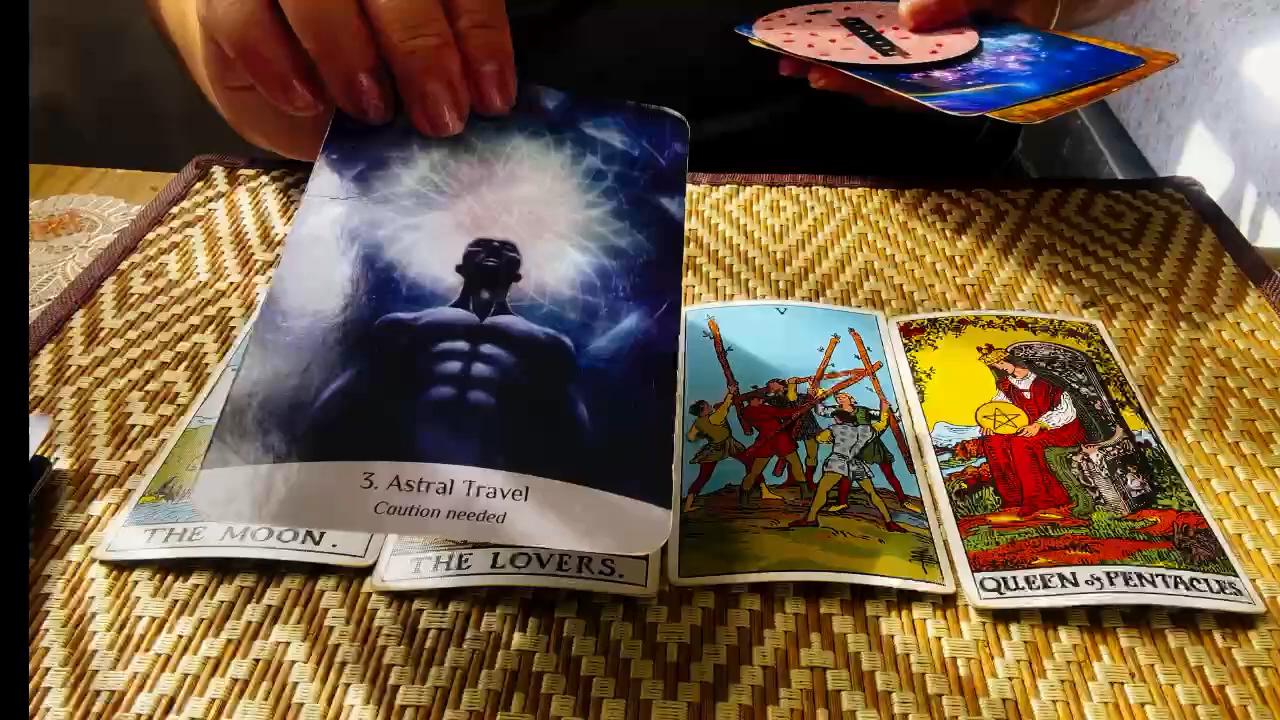 3. Astral Travel
Caution needed
THE MOON.
THE LOVERS.
V
QUEEN of PENTACLES